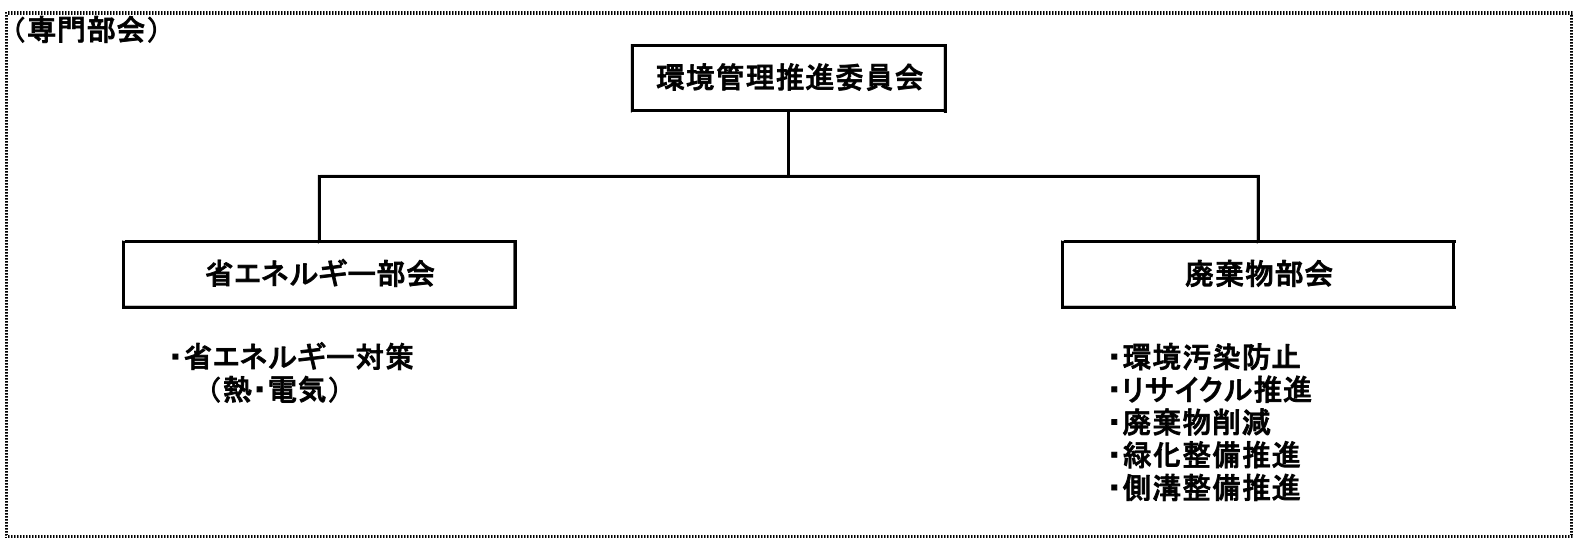 （専門部会）
環境管理推進委員会
省エネルギー部会
・省エネルギー対策
（熱・電気）
廃棄物部会
・環境汚染防止
・リサイクル推進
・廃棄物削減
・緑化整備推進
・側溝整備推進